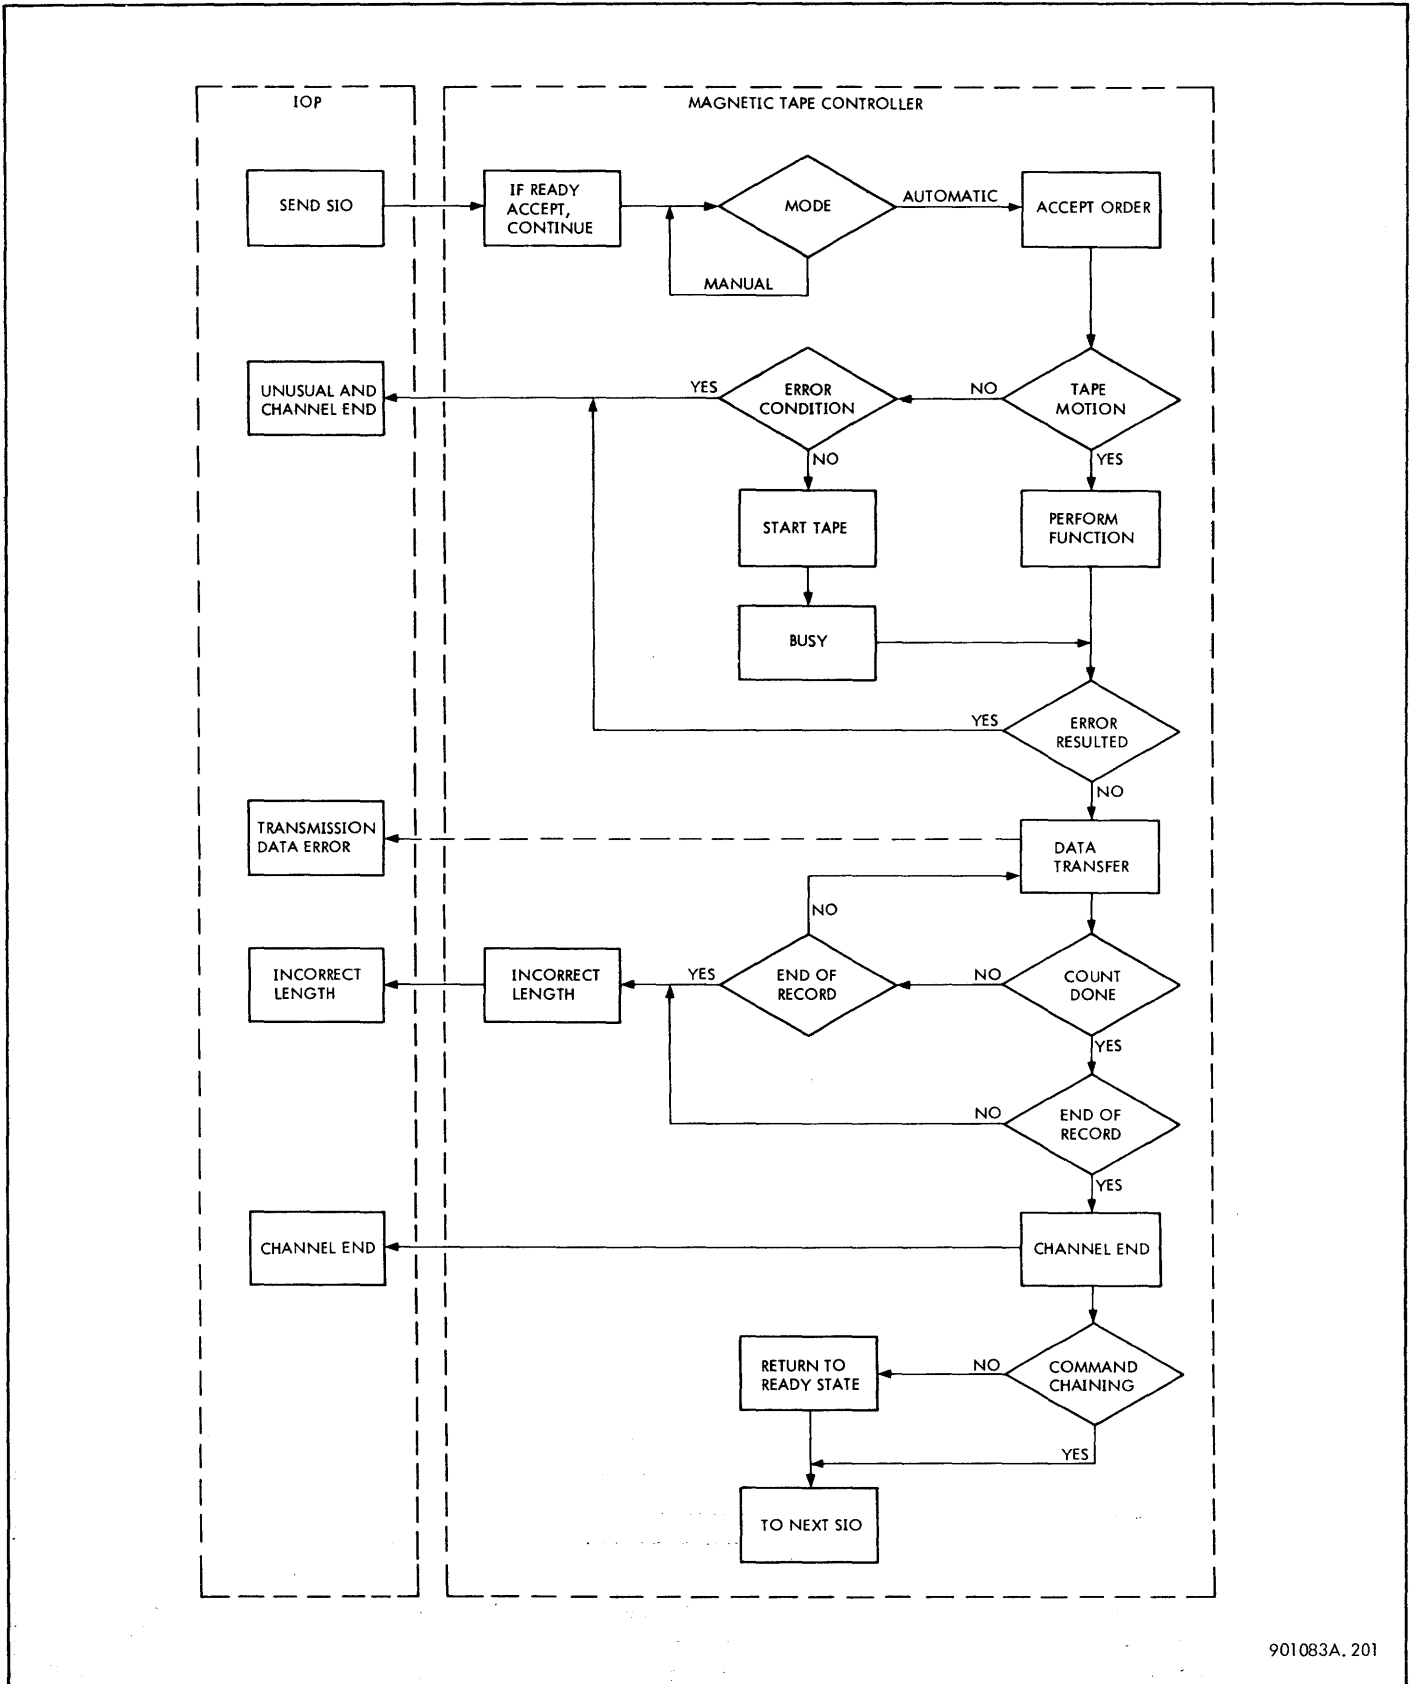 IOP
MAGNETIC TAPE CONTROLLER
SEND SIO
IF READY
ACCEPT,
CONTINUE
MODE
AUTOMATIC
ACCEPT ORDER
MANUAL
UNUSUAL AND
CHANNEL END
YES
ERROR
CONDITION
NO
TAPE
MOTION
NO
YES
START TAPE
PERFORM
FUNCTION
BUSY
YES
ERROR
RESULTED
NO
TRANSMISSION
DATA ERROR
DATA
TRANSFER
NO
INCORRECT
LENGTH
INCORRECT
LENGTH
YES
END OF
RECORD
NO
COUNT
DONE
YES
NO
END OF
RECORD
YES
CHANNEL END
CHANNEL END
RETURN TO
READY STATE
NO
COMMAND
CHAINING
YES
TO NEXT SIO
901083A. 201